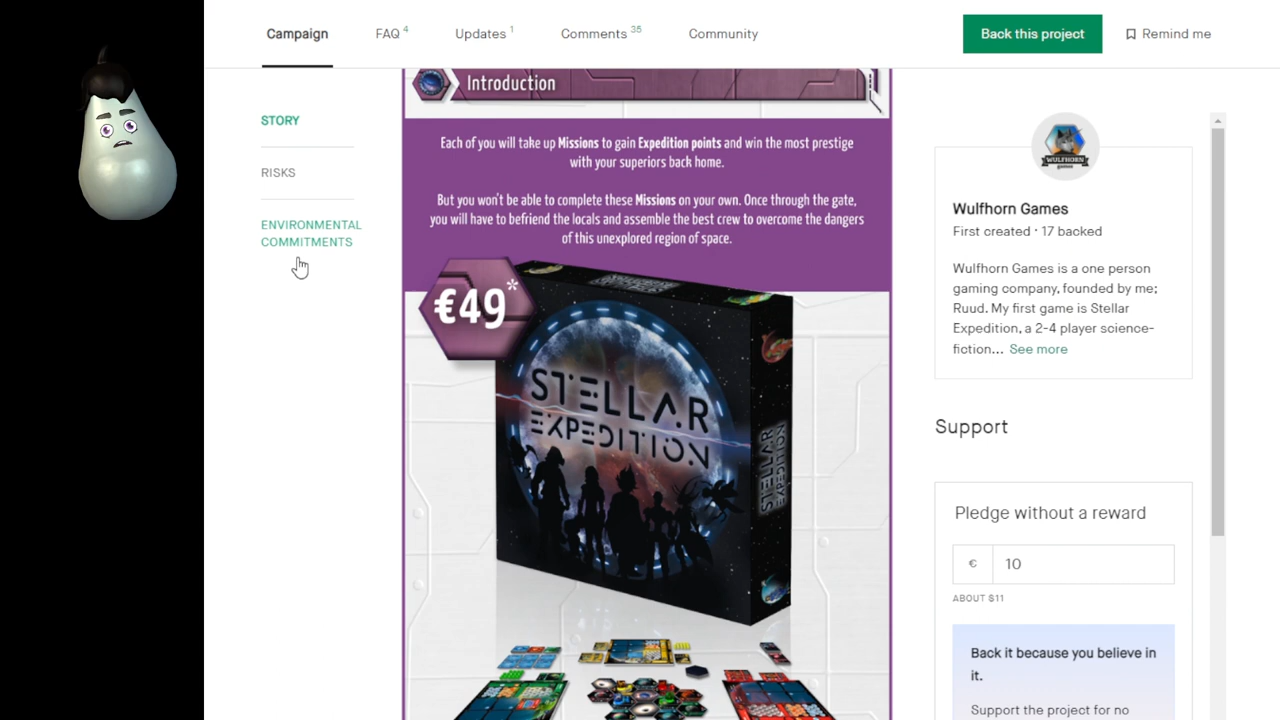 Campaign
FAQ 4
Updates 1
Comments 35
Community
Back this project
Remind me
STORY
RISKS
ENVIRONMENTAL
COMMITMENTS
Introduction
Each of you will take up Missions to gain Expedition points and win the most prestige
with your superiors back home.
But you won't be able to complete these Missions on your own. Once through the gate,
you will have to befriend the locals and assemble the best crew to overcome the dangers
of this unexplored region of space.
€49*
STELLAR
EXPEDITION
STELLAR
EXPEDITION
WULFHORN
games
Wulfhorn Games
First created · 17 backed
Wulfhorn Games is a one person
gaming company, founded by me;
Ruud. My first game is Stellar
Expedition, a 2-4 player science-
fiction... See more
Support
Pledge without a reward
€ 10
ABOUT $11
Back it because you believe in
it.
Support the project for no